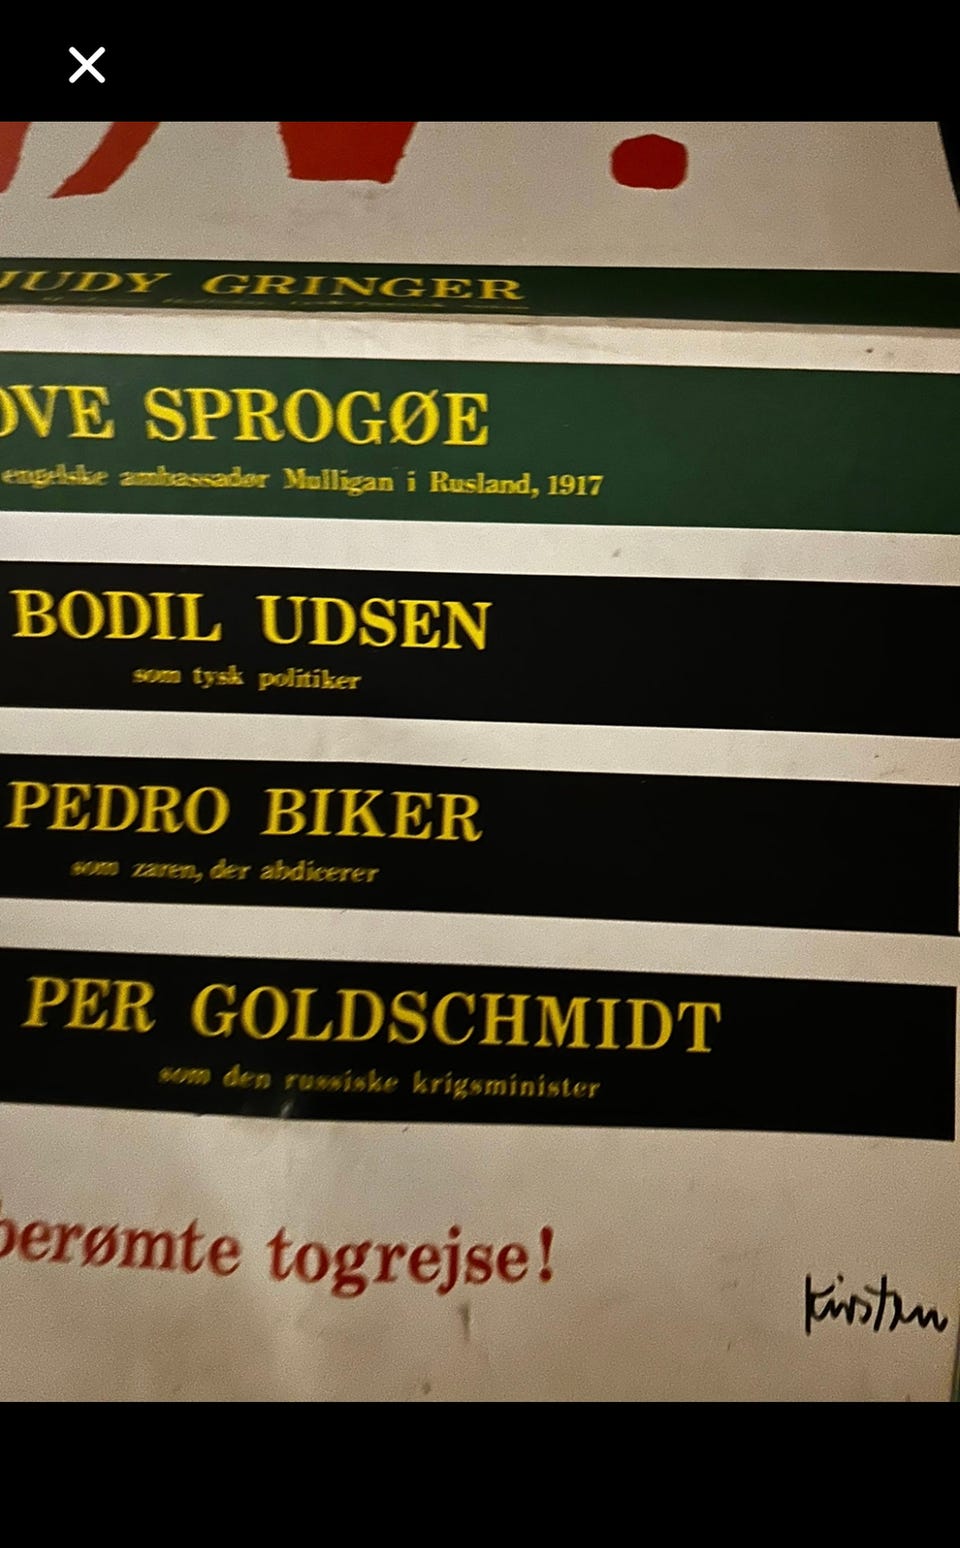 JUDY GRINGER
OVE SPROGØE
engelske ambassadør Mulligan i Rusland, 1917
BODIL UDSEN
som tysk politiker
PEDRO BIKER
som zaren, der abdicerer
PER GOLDSCHMIDT
som den russiske krigsminister
berømte togrejse!
Kirsten